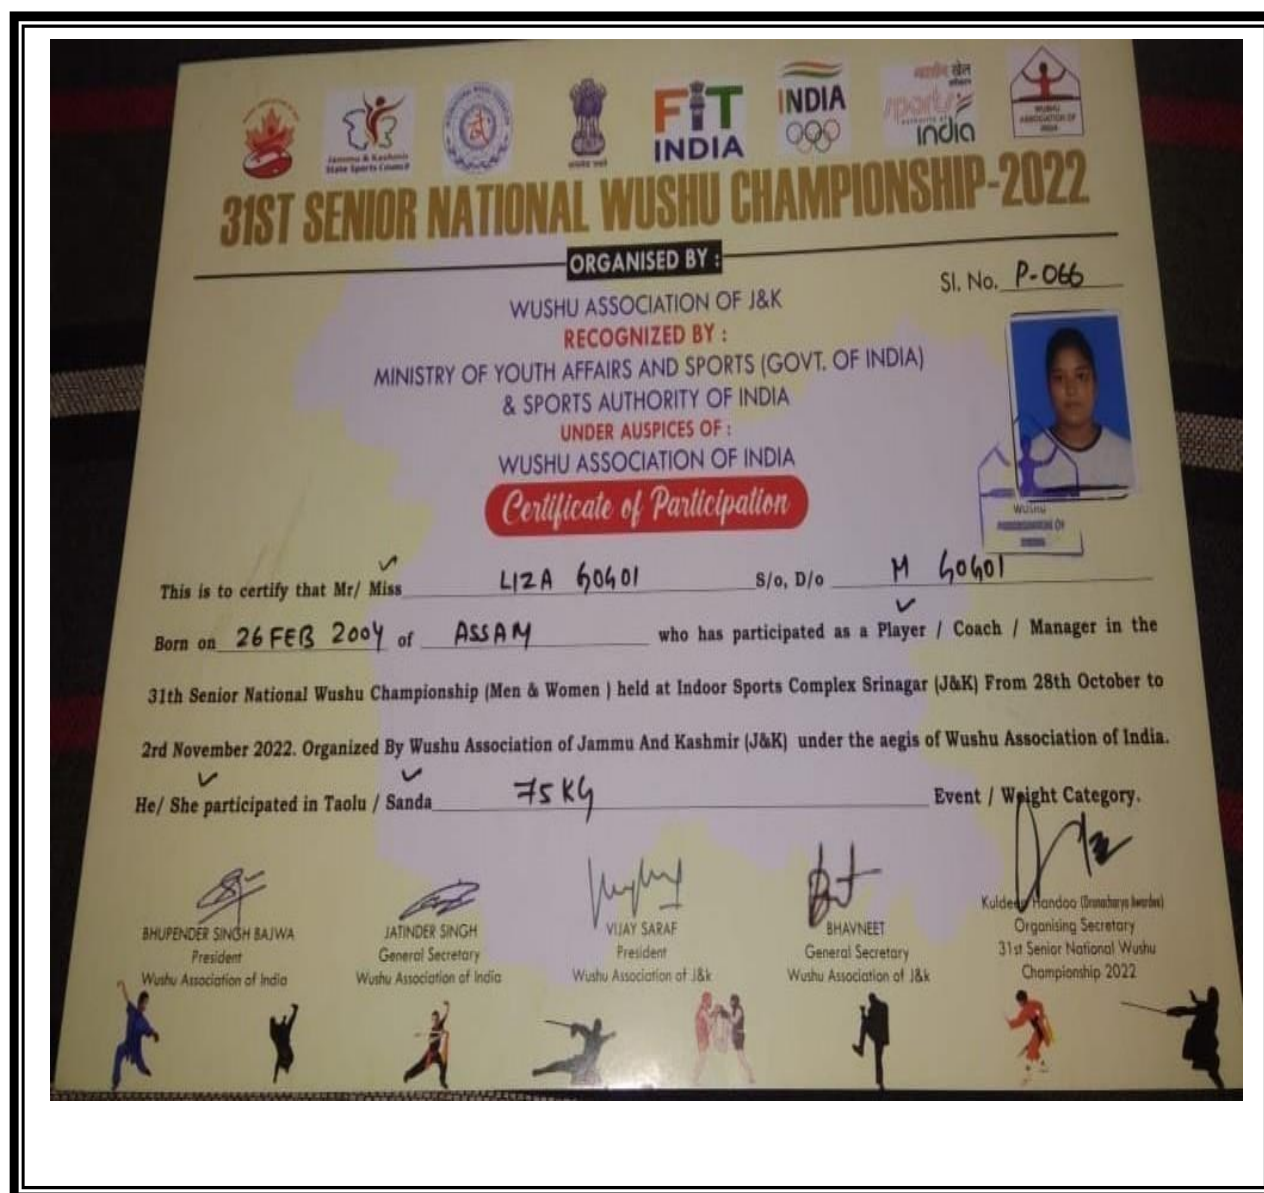 Jammu & Kashmir
State Sports Council
FIT
INDIA
INDIA
भारतीय खेल
sports
authority of
india
WUSHU
ASSOCIATION OF
INDIA
31ST SENIOR NATIONAL WUSHU CHAMPIONSHIP-2022
ORGANISED BY :
Sl. No. P-066
WUSHU ASSOCIATION OF J&K
RECOGNIZED BY :
MINISTRY OF YOUTH AFFAIRS AND SPORTS (GOVT. OF INDIA)
& SPORTS AUTHORITY OF INDIA
UNDER AUSPICES OF :
WUSHU ASSOCIATION OF INDIA
Certificate of Participation
This is to certify that Mr/ Miss LIZA GOGOI S/o, D/o M GOGOI
Born on 26 FEB 2004 of ASSAM who has participated as a Player / Coach / Manager in the
31th Senior National Wushu Championship (Men & Women ) held at Indoor Sports Complex Srinagar (J&K) From 28th October to
2rd November 2022. Organized By Wushu Association of Jammu And Kashmir (J&K) under the aegis of Wushu Association of India.
He/ She participated in Taolu / Sanda 75 KG Event / Weight Category.
BHUPENDER SINGH BAJWA
President
Wushu Association of India
JATINDER SINGH
General Secretary
Wushu Association of India
VIJAY SARAF
President
Wushu Association of J&k
BHAVNEET
General Secretary
Wushu Association of J&k
Kuldeep Handoo (Dronacharya Awardee)
Organising Secretary
31st Senior National Wushu
Championship 2022